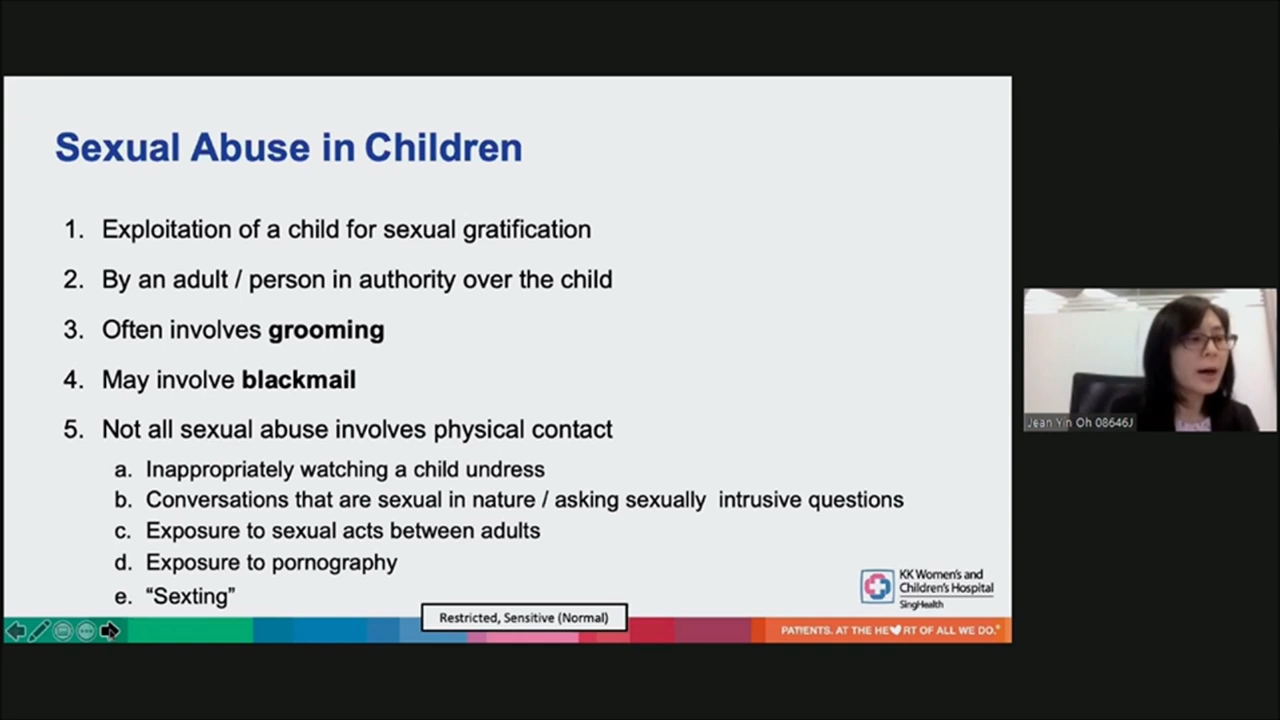 Sexual Abuse in Children
1. Exploitation of a child for sexual gratification
2. By an adult / person in authority over the child
3. Often involves grooming
4. May involve blackmail
5. Not all sexual abuse involves physical contact
a. Inappropriately watching a child undress
b. Conversations that are sexual in nature / asking sexually intrusive questions
c. Exposure to sexual acts between adults
d. Exposure to pornography
e. “Sexting”
KK Women's and
Children's Hospital
SingHealth
Restricted, Sensitive (Normal)
PATIENTS. AT THE HE♥RT OF ALL WE DO.®
Jean Yin Oh 08646J